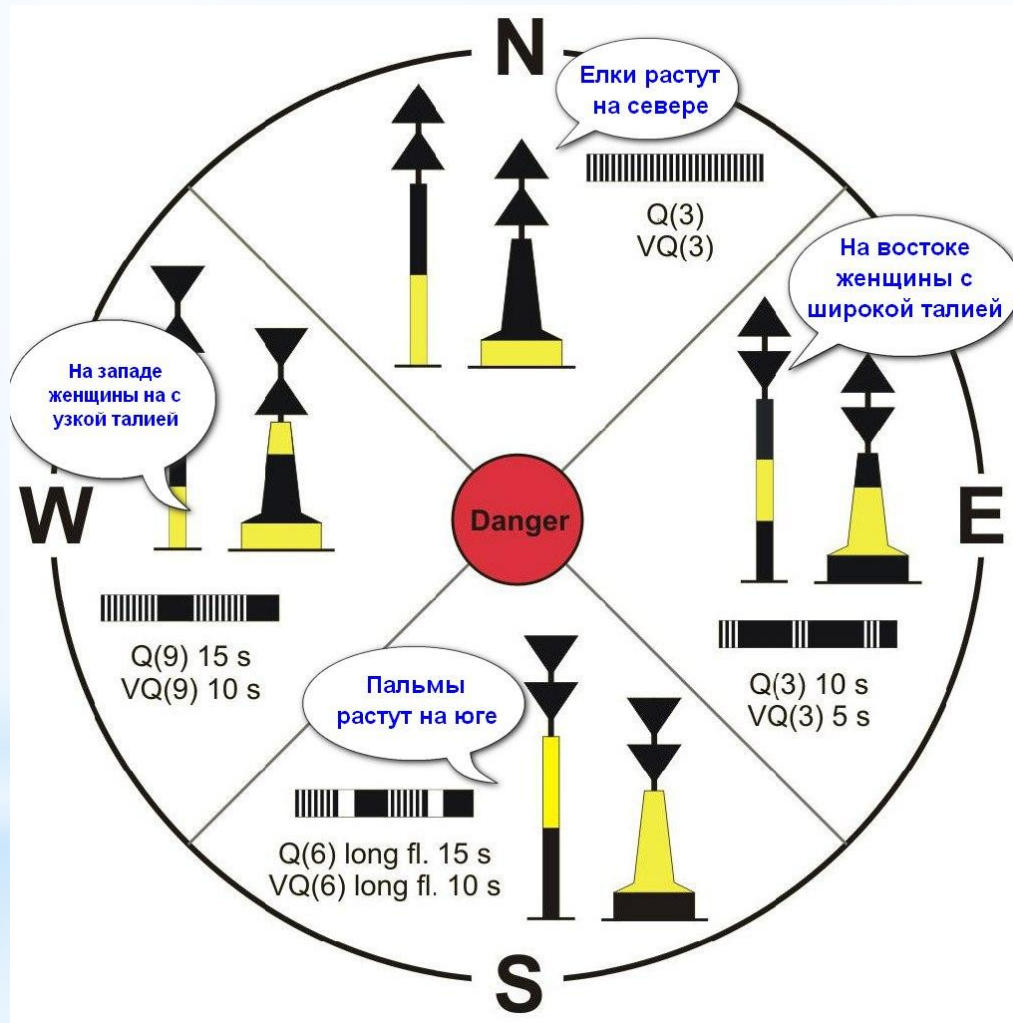 N
Елки растут
на севере
Q(3)
VQ(3)
На востоке
женщины с
широкой талией
На западе
женщины на с
узкой талией
W
Danger
E
Q(9) 15 s
VQ(9) 10 s
Q(3) 10 s
VQ(3) 5 s
Пальмы
растут на юге
Q(6) long fl. 15 s
VQ(6) long fl. 10 s
S